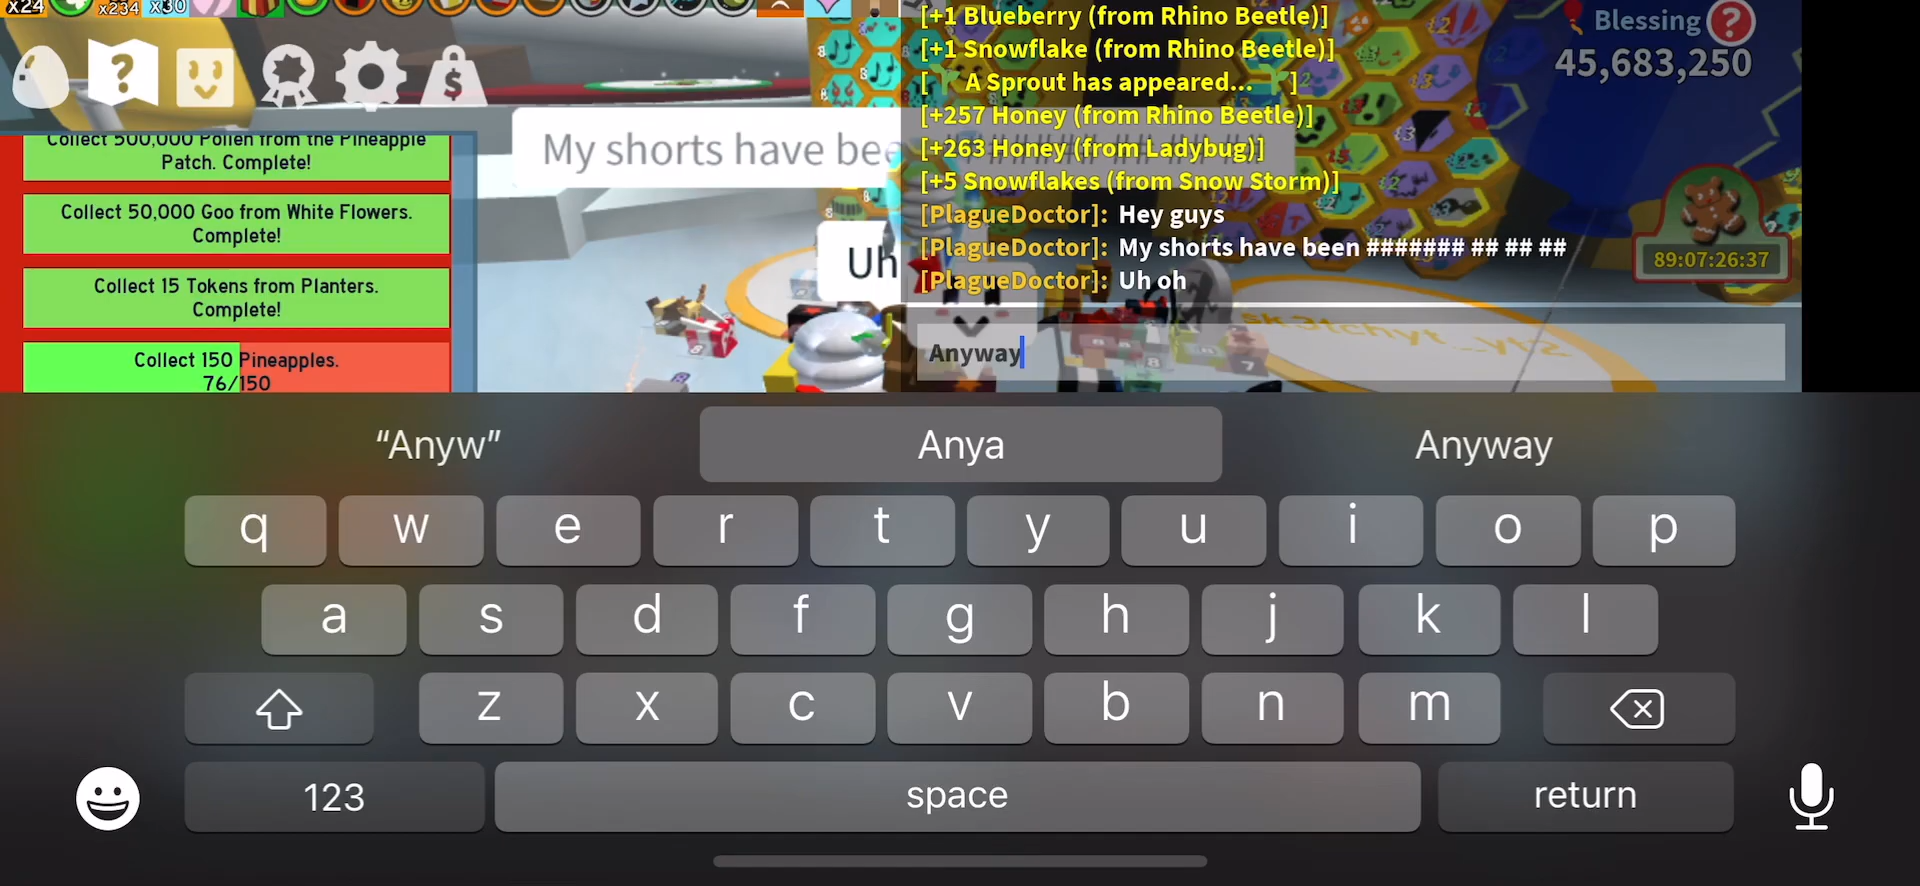 x24
x234
x30
[+1 Blueberry (from Rhino Beetle)]
[+1 Snowflake (from Rhino Beetle)]
[ A Sprout has appeared... ]
[+257 Honey (from Rhino Beetle)]
[+263 Honey (from Ladybug)]
[+5 Snowflakes (from Snow Storm)]
[PlagueDoctor]: Hey guys
[PlagueDoctor]: My shorts have been ####### ## ## ##
[PlagueDoctor]: Uh oh
Anyway
Blessing ?
45,683,250
89:07:26:37
?
$
Collect 500,000 Pollen from the Pineapple
Patch. Complete!
Collect 50,000 Goo from White Flowers.
Complete!
Collect 15 Tokens from Planters.
Complete!
Collect 150 Pineapples.
76/150
My shorts have bee
Uh
“Anyw” Anya Anyway
q w e r t y u i o p
a s d f g h j k l
z x c v b n m
123 space return